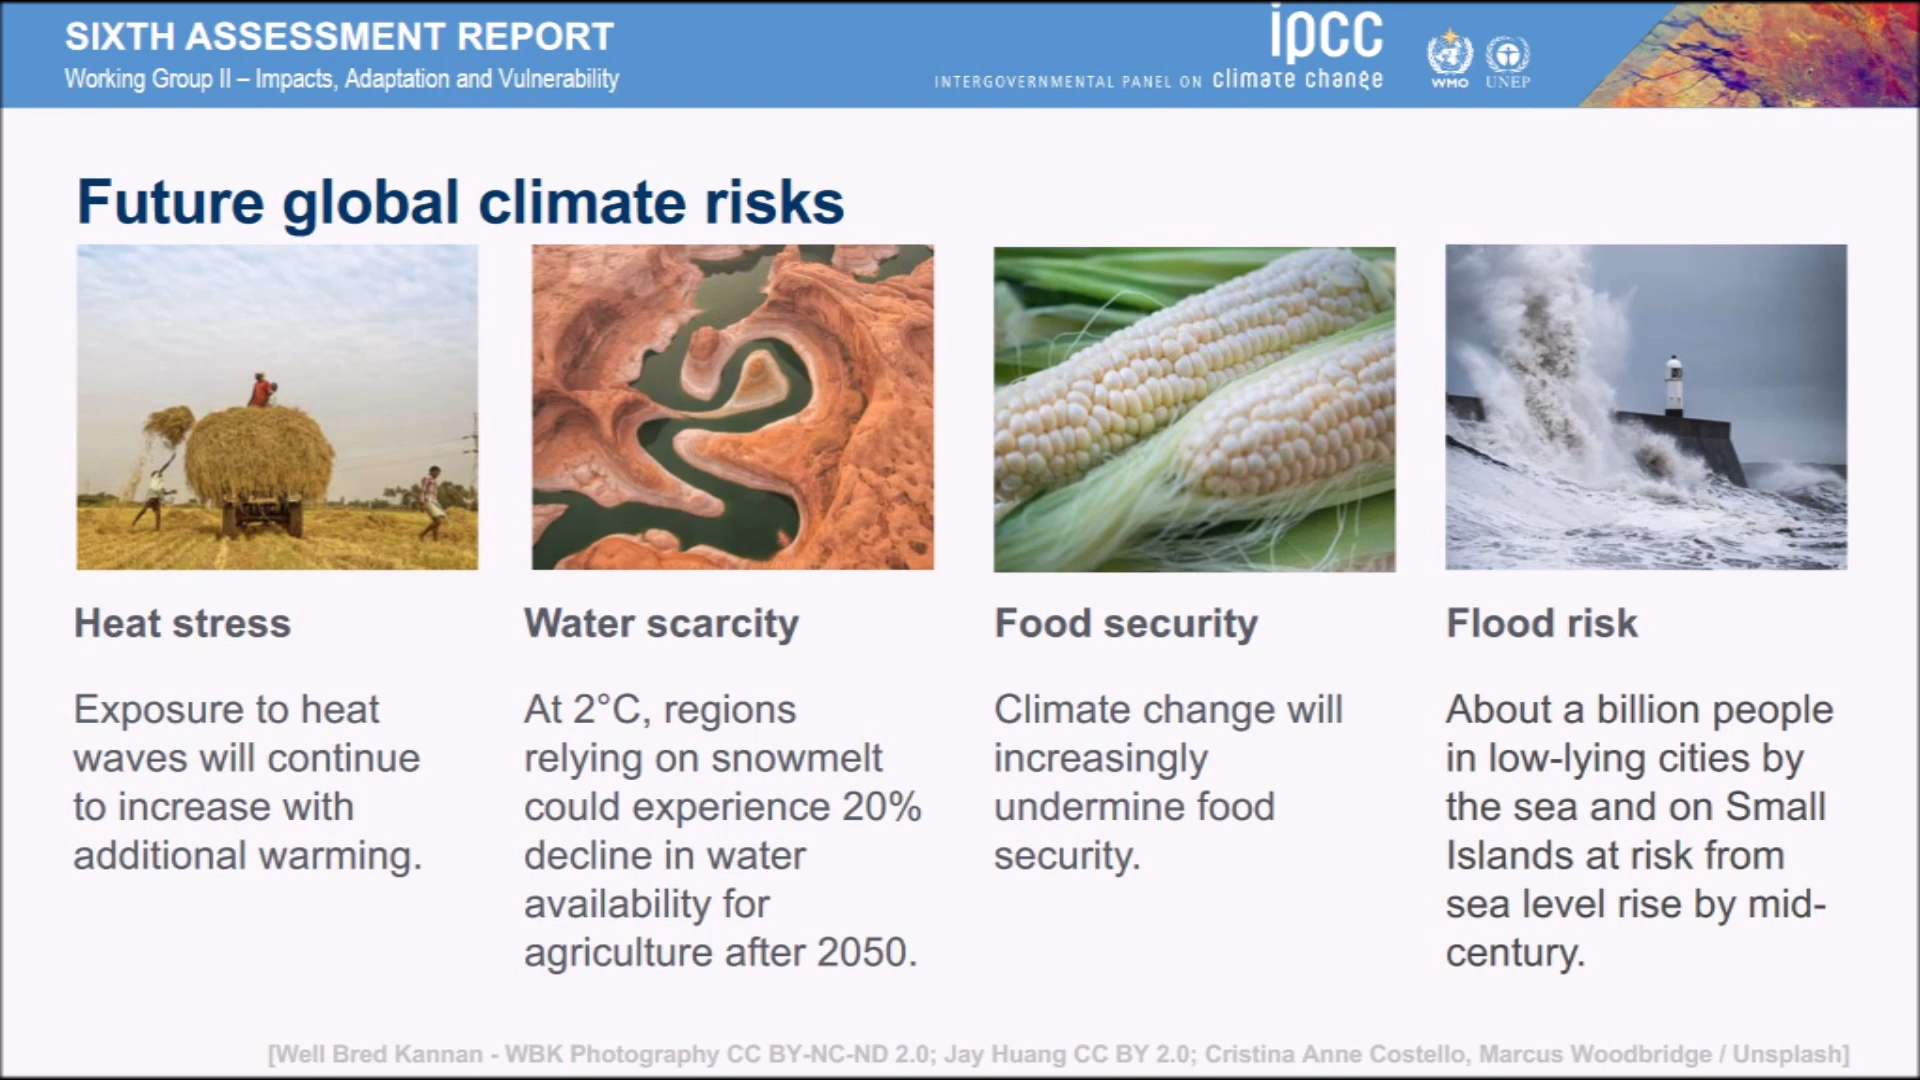 SIXTH ASSESSMENT REPORT
Working Group II – Impacts, Adaptation and Vulnerability
ipcc
INTERGOVERNMENTAL PANEL ON climate change
WMO
UNEP
Future global climate risks
Heat stress
Exposure to heat
waves will continue
to increase with
additional warming.
Water scarcity
At 2°C, regions
relying on snowmelt
could experience 20%
decline in water
availability for
agriculture after 2050.
Food security
Climate change will
increasingly
undermine food
security.
Flood risk
About a billion people
in low-lying cities by
the sea and on Small
Islands at risk from
sea level rise by mid-
century.
[Well Bred Kannan - WBK Photography CC BY-NC-ND 2.0; Jay Huang CC BY 2.0; Cristina Anne Costello, Marcus Woodbridge / Unsplash]